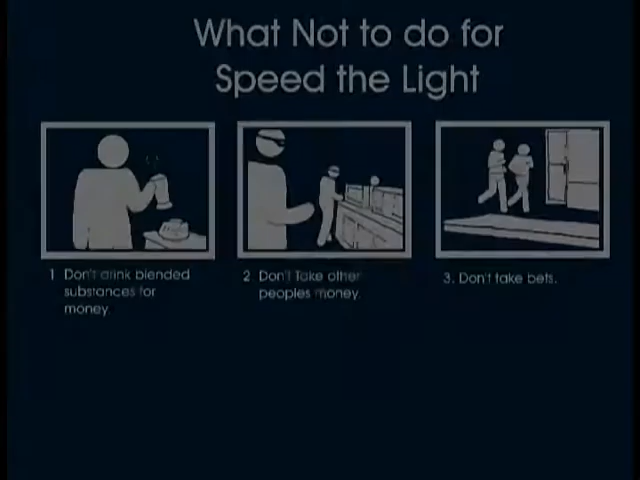 What Not to do for
Speed the Light
1 Don't drink blended
substances for
money.
2 Don't Take other
peoples money.
3. Don't take bets.